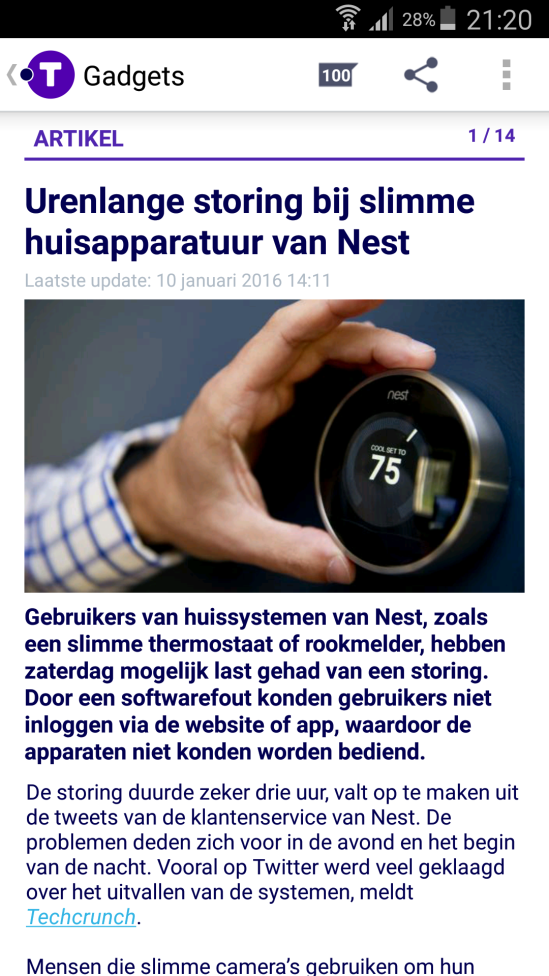 28% 21:20
T Gadgets 100
ARTIKEL 1 / 14
Urenlange storing bij slimme
huisapparatuur van Nest
Laatste update: 10 januari 2016 14:11
nest
COOL SET TO
75
Gebruikers van huissystemen van Nest, zoals
een slimme thermostaat of rookmelder, hebben
zaterdag mogelijk last gehad van een storing.
Door een softwarefout konden gebruikers niet
inloggen via de website of app, waardoor de
apparaten niet konden worden bediend.
De storing duurde zeker drie uur, valt op te maken uit
de tweets van de klantenservice van Nest. De
problemen deden zich voor in de avond en het begin
van de nacht. Vooral op Twitter werd veel geklaagd
over het uitvallen van de systemen, meldt
Techcrunch.
Mensen die slimme camera's gebruiken om hun